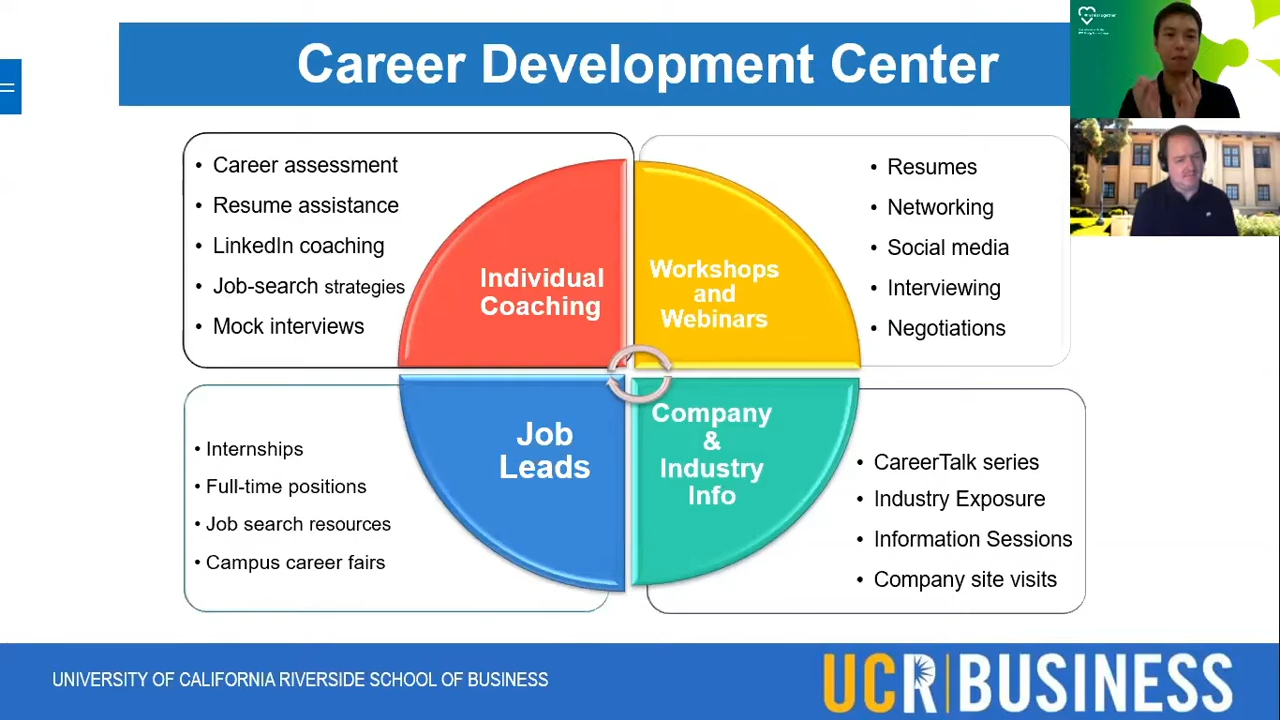 Career Development Center
• Career assessment
• Resume assistance
• LinkedIn coaching
• Job-search strategies
• Mock interviews
Individual
Coaching
Workshops
and
Webinars
• Resumes
• Networking
• Social media
• Interviewing
• Negotiations
• Internships
• Full-time positions
• Job search resources
• Campus career fairs
Job
Leads
Company
&
Industry
Info
• CareerTalk series
• Industry Exposure
• Information Sessions
• Company site visits
UNIVERSITY OF CALIFORNIA RIVERSIDE SCHOOL OF BUSINESS
UCR BUSINESS